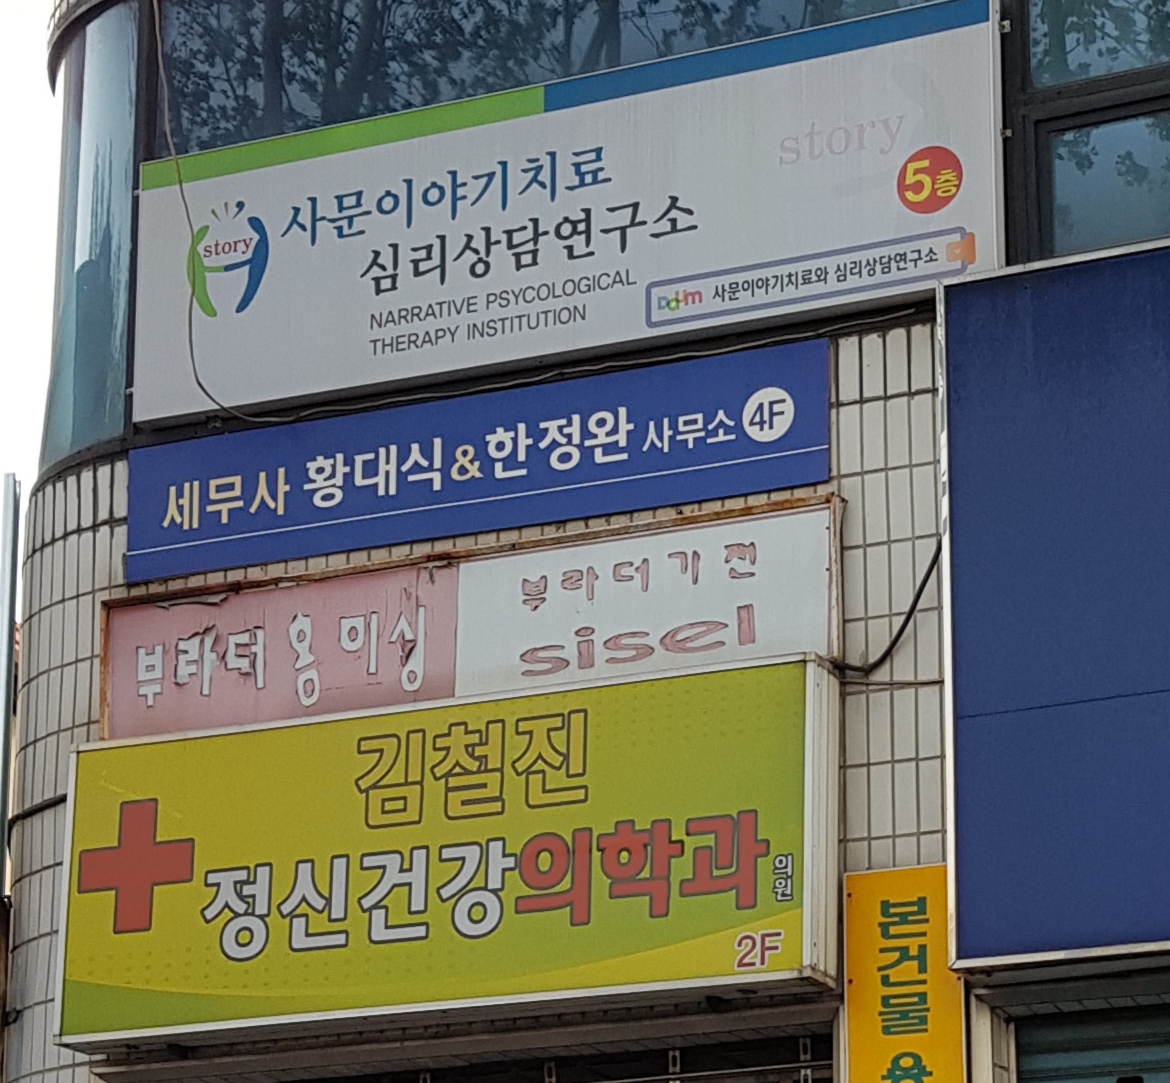 story
5층
story
사문이야기치료
심리상담연구소
NARRATIVE PSYCOLOGICAL
THERAPY INSTITUTION
DdUm 사문이야기치료와 심리상담연구소
세무사 황대식&한정완 사무소 4F
부라더옹미싱
부라더기전
sisel
김철진
정신건강의학과의원
2F
본건물